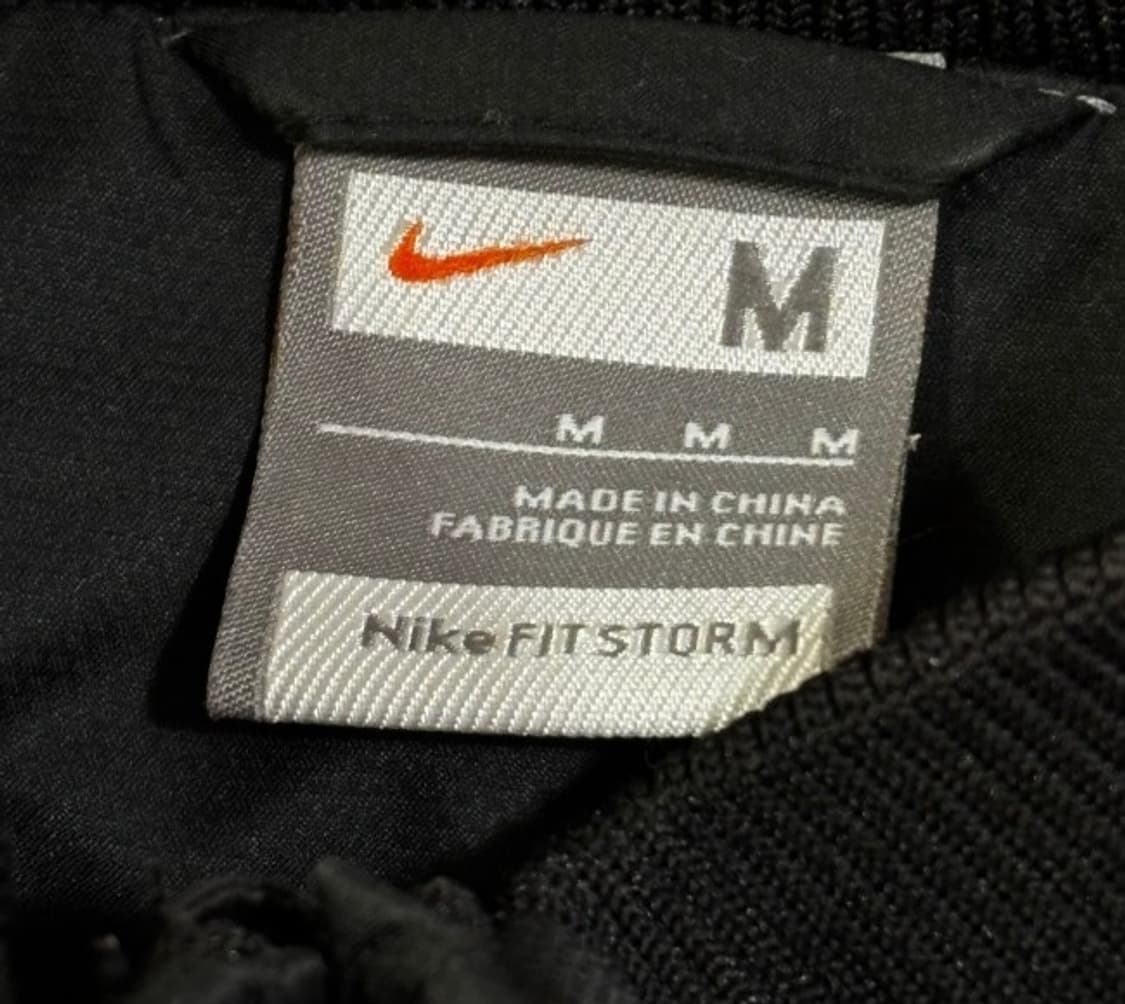 M
M M M
MADE IN CHINA
FABRIQUE EN CHINE
Nike FIT STORM